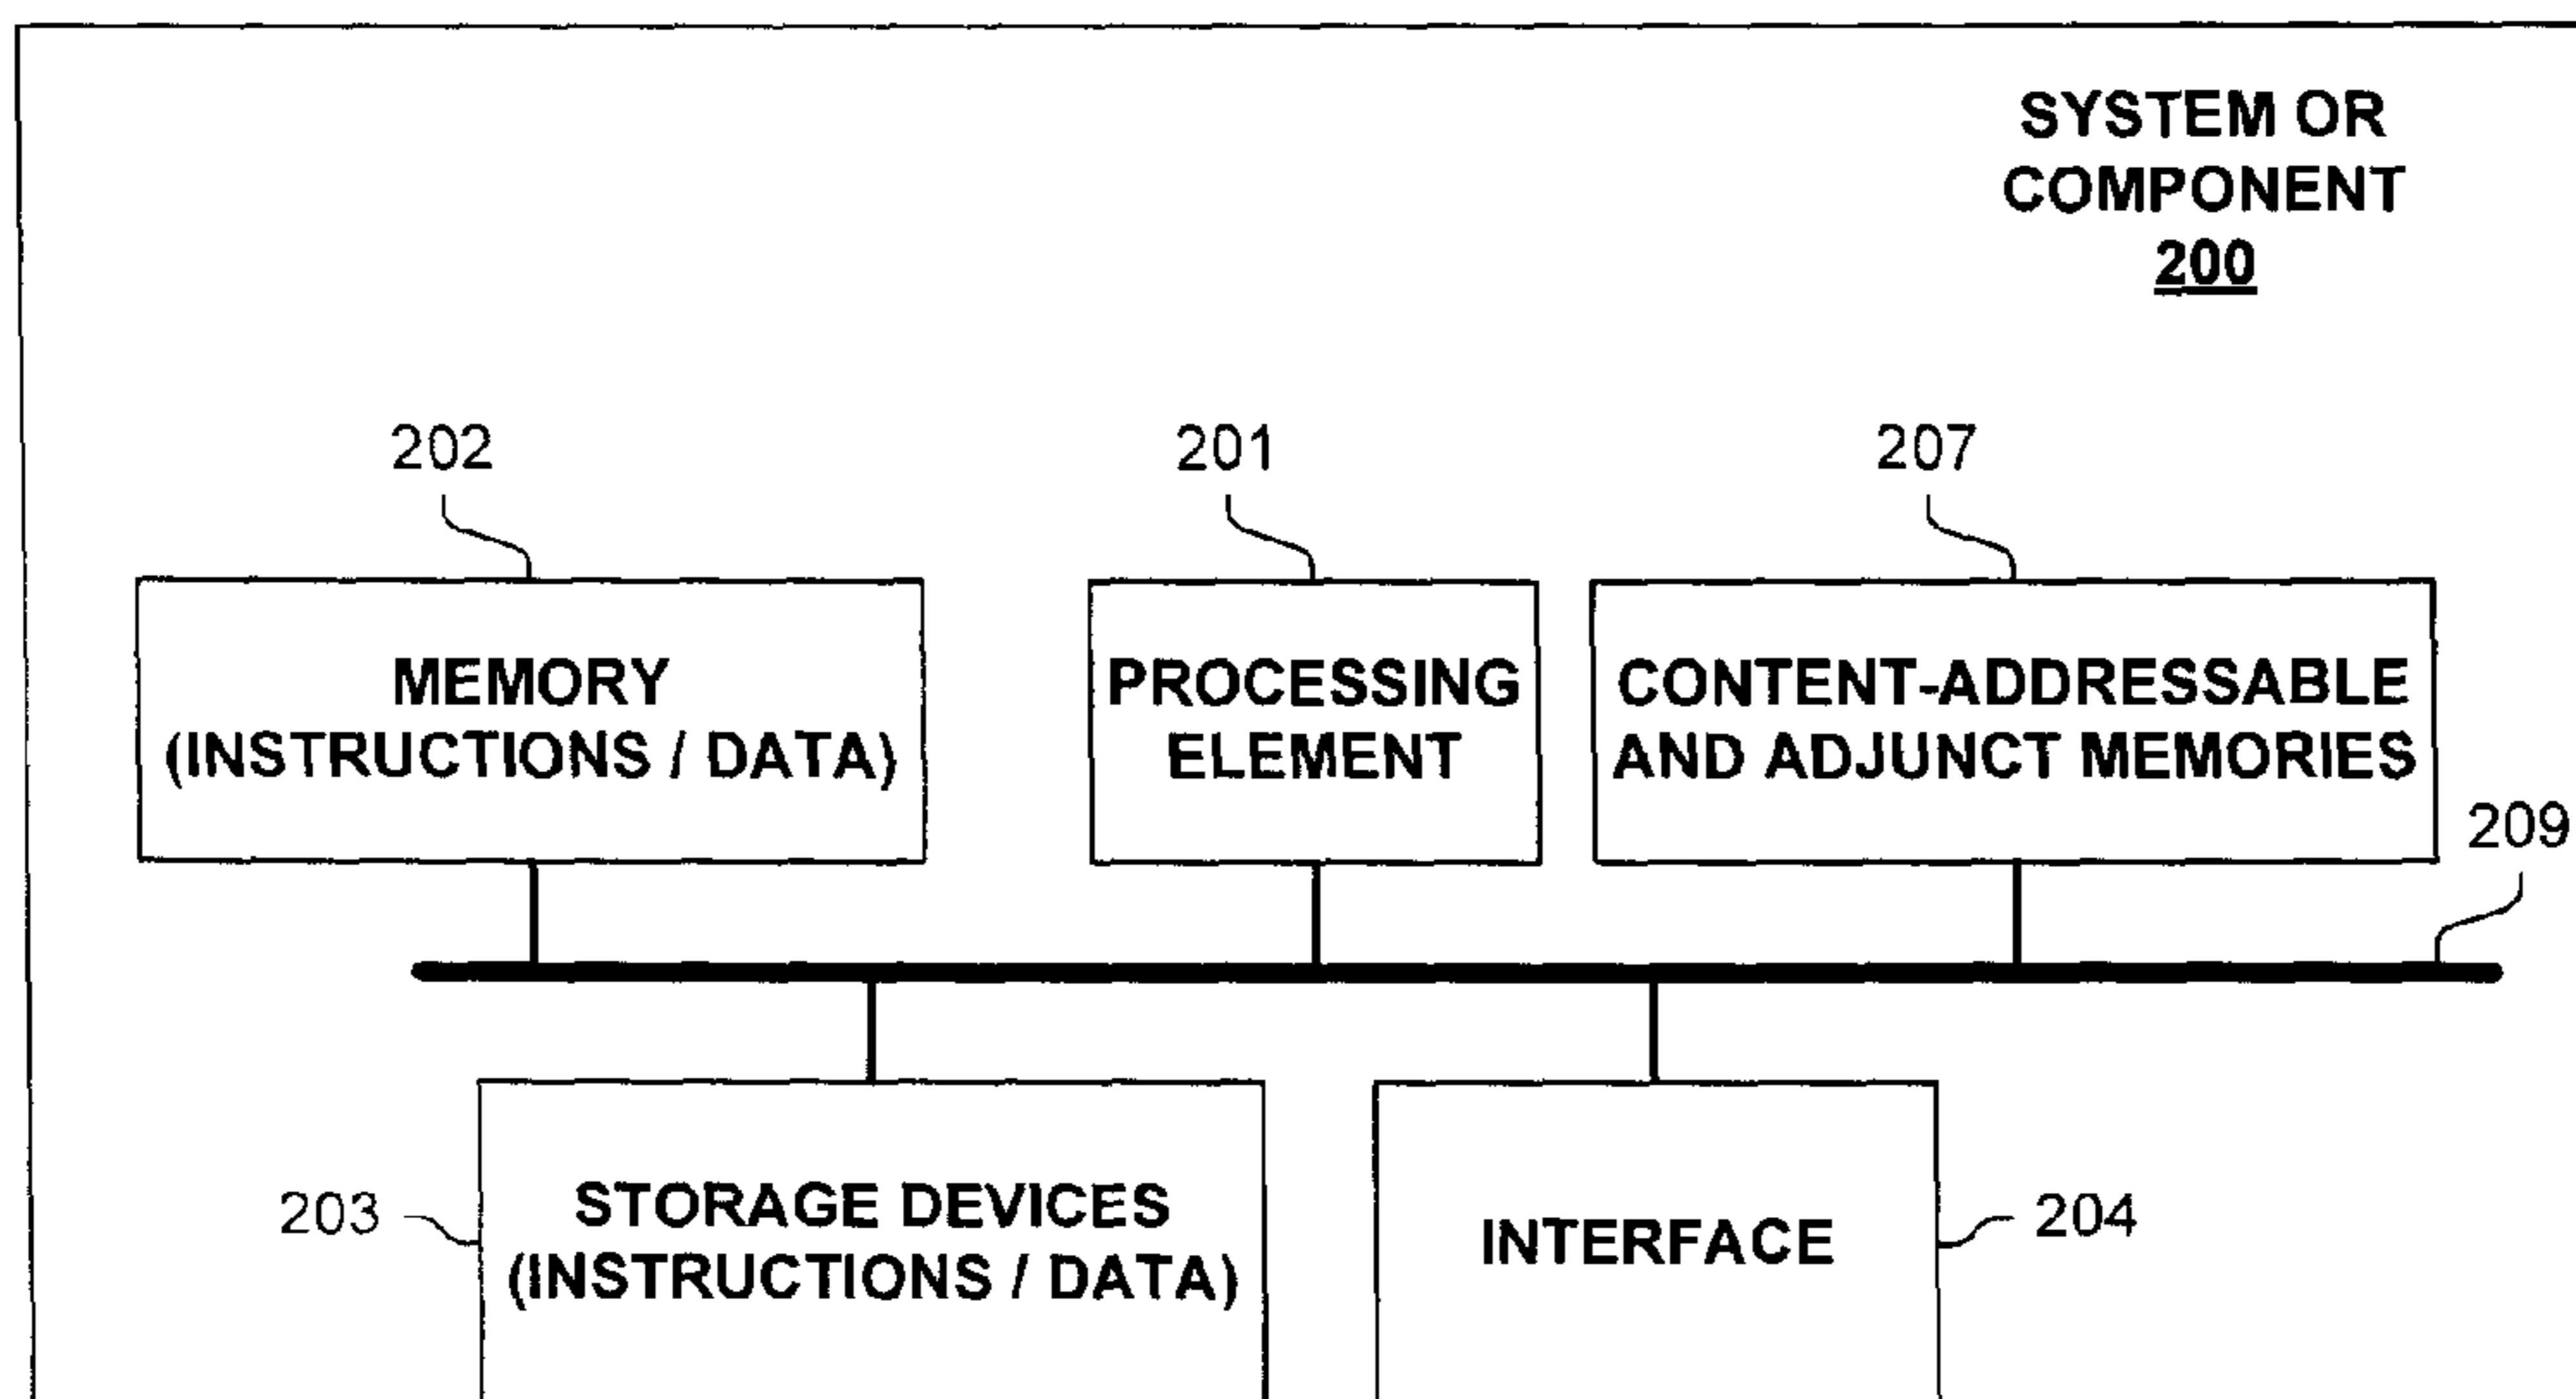 SYSTEM OR
COMPONENT
200
202
201
207
MEMORY
(INSTRUCTIONS / DATA)
PROCESSING
ELEMENT
CONTENT-ADDRESSABLE
AND ADJUNCT MEMORIES
209
203
STORAGE DEVICES
(INSTRUCTIONS / DATA)
INTERFACE
204